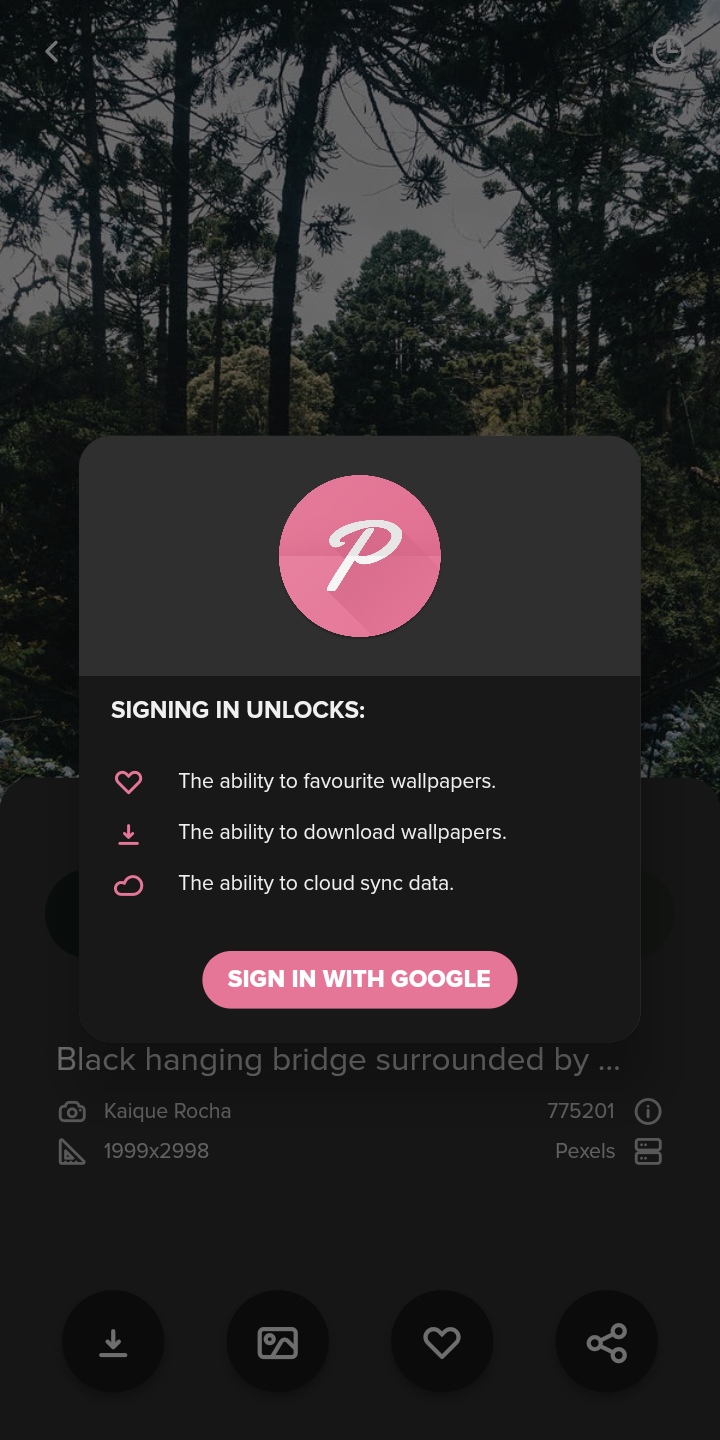 P
SIGNING IN UNLOCKS:
The ability to favourite wallpapers.
The ability to download wallpapers.
The ability to cloud sync data.
SIGN IN WITH GOOGLE
Black hanging bridge surrounded by ...
Kaique Rocha 775201
1999x2998 Pexels